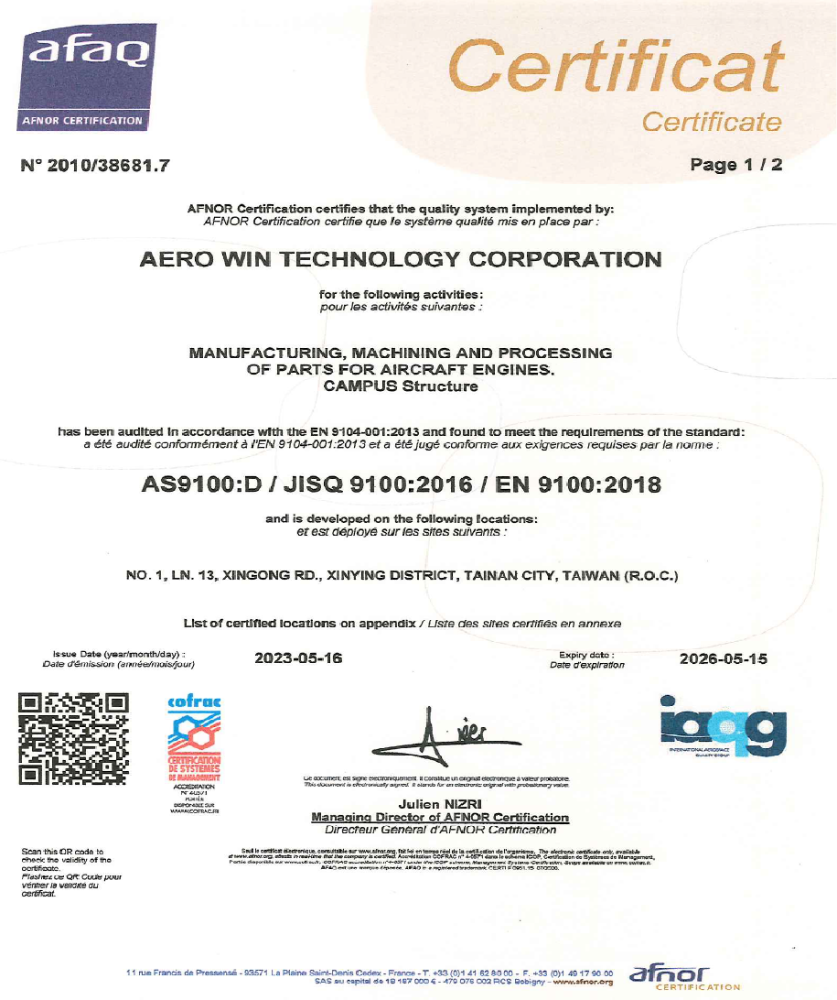 afaq
AFNOR CERTIFICATION
Certificat
Certificate
N° 2010/38681.7
Page 1 / 2
AFNOR Certification certifies that the quality system implemented by:
AFNOR Certification certifie que le système qualité mis en place par :
AERO WIN TECHNOLOGY CORPORATION
for the following activities:
pour les activités suivantes :
MANUFACTURING, MACHINING AND PROCESSING
OF PARTS FOR AIRCRAFT ENGINES.
CAMPUS Structure
has been audited in accordance with the EN 9104-001:2013 and found to meet the requirements of the standard:
a été audité conformément à l'EN 9104-001:2013 et a été jugé conforme aux exigences requises par la norme :
AS9100:D / JISQ 9100:2016 / EN 9100:2018
and is developed on the following locations:
et est déployé sur les sites suivants :
NO. 1, LN. 13, XINGONG RD., XINYING DISTRICT, TAINAN CITY, TAIWAN (R.O.C.)
List of certified locations on appendix / Liste des sites certifiés en annexe
Issue Date (year/month/day) :
Date d'émission (année/mois/jour)
2023-05-16
Expiry date :
Date d'expiration
2026-05-15
cofrac
CERTIFICATION
DE SYSTEMES
DE MANAGEMENT
ACCRÉDITATION
N° 4-0571
PORTÉE
DISPONIBLE SUR
WWW.COFRAC.FR
iaqg
INTERNATIONAL AEROSPACE
QUALITY GROUP
Ce document est signé électroniquement. Il constitue un original électronique à valeur probatoire.
This document is electronically signed. It stands for an electronic original with probationary value.
Julien NIZRI
Managing Director of AFNOR Certification
Directeur Général d'AFNOR Certification
Scan this QR code to
check the validity of the
certificate.
Flashez ce QR Code pour
vérifier la validité du
certificat.
Seul le certificat électronique, consultable sur www.afnor.org, fait foi en temps réel de la certification de l'organisme. The electronic certificate only, available
at www.afnor.org, attests in real-time that the company is certified. Accréditation COFRAC n° 4-0571 dans le schéma ICOP, Certification de Systèmes de Management,
Portée disponible sur www.cofrac.fr. COFRAC accreditation n°4-0571 under the ICOP scheme, Management Systems Certification, Scope available on www.cofrac.fr.
AFAQ est une marque déposée. AFAQ is a registered trademark. CERTI F 0951.15 07/2020.
11 rue Francis de Pressensé - 93571 La Plaine Saint-Denis Cedex - France - T. +33 (0)1 41 62 80 00 - F. +33 (0)1 49 17 90 00
SAS au capital de 18 187 000 € - 479 076 002 RCS Bobigny - www.afnor.org
afnor
CERTIFICATION